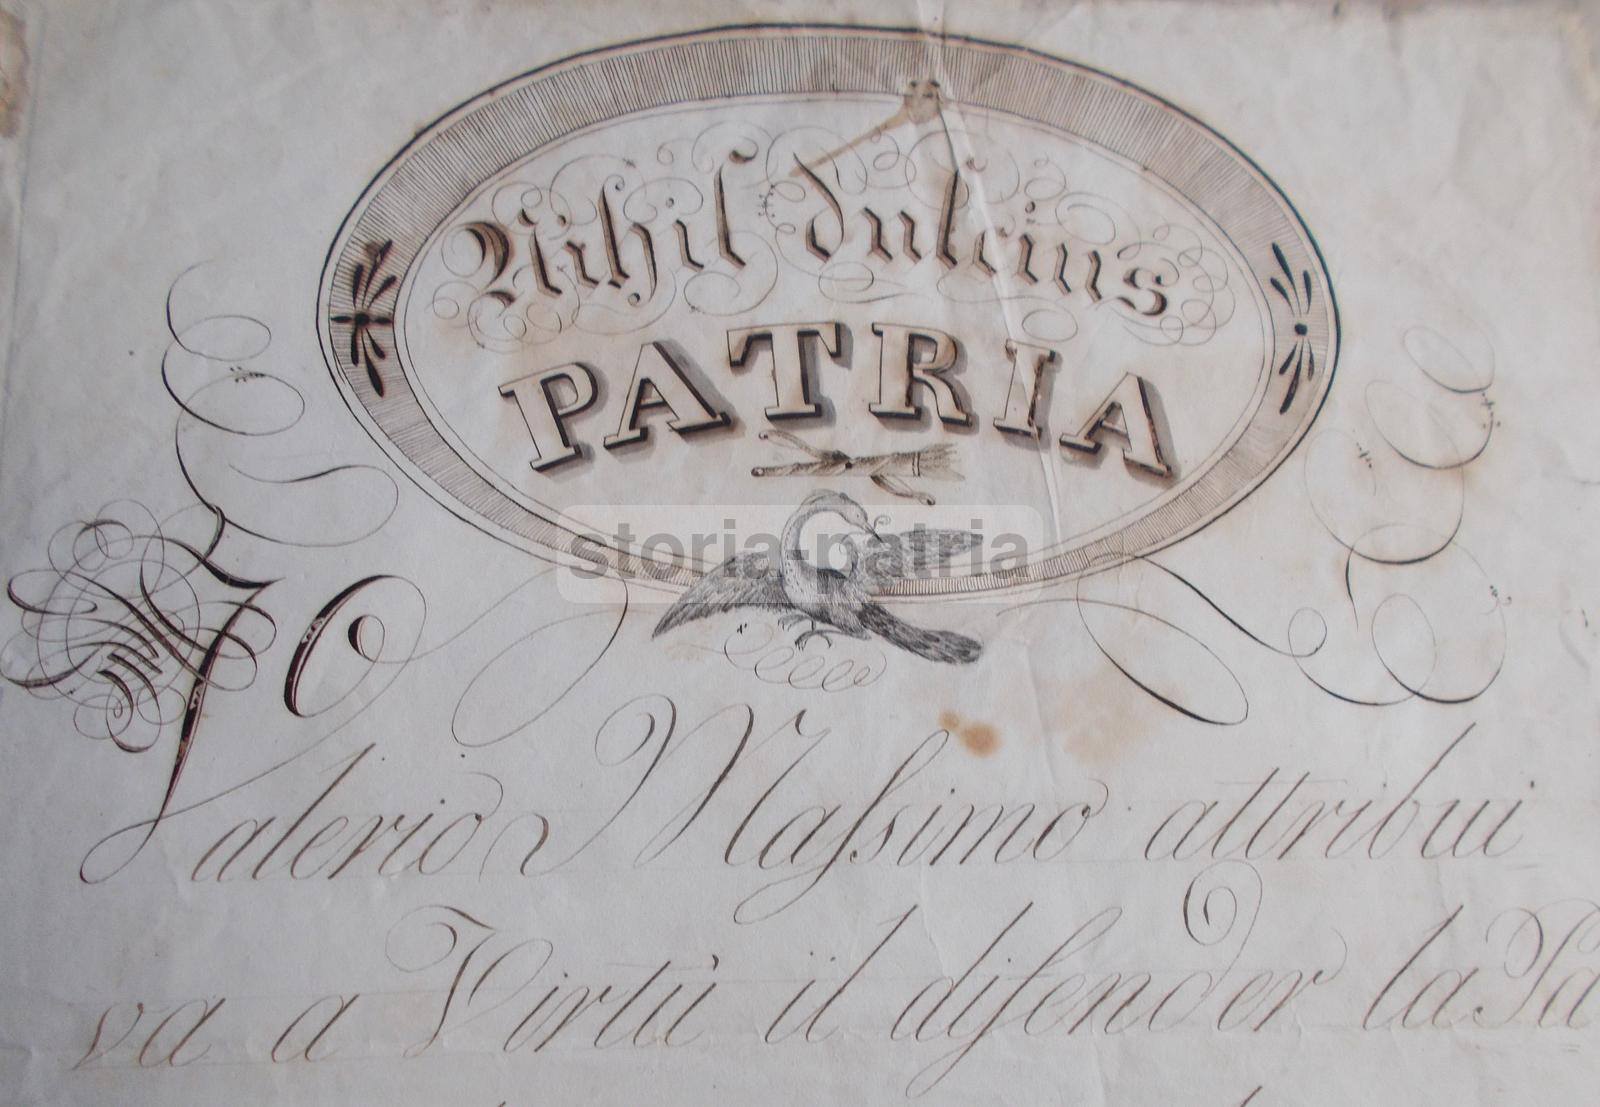 Nihil dulcius
PATRIA
storia-patria
Valerio Massimo attribui
va a Virtù il difender la Pa